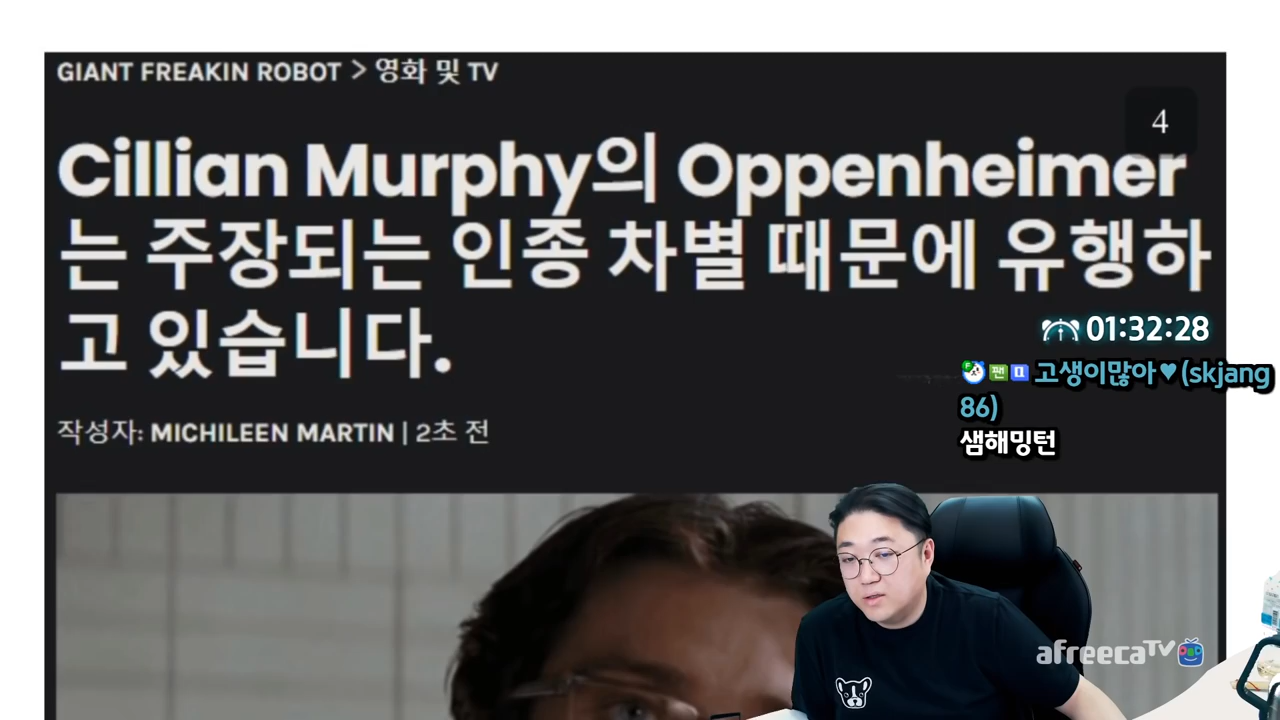 GIANT FREAKIN ROBOT > 영화 및 TV
4
Cillian Murphy의 Oppenheimer
는 주장되는 인종 차별 때문에 유행하
고 있습니다.
01:32:28
짼 고생이많아♥(skjang
86)
샘해밍턴
작성자: MICHILEEN MARTIN | 2초 전
afreecaTV